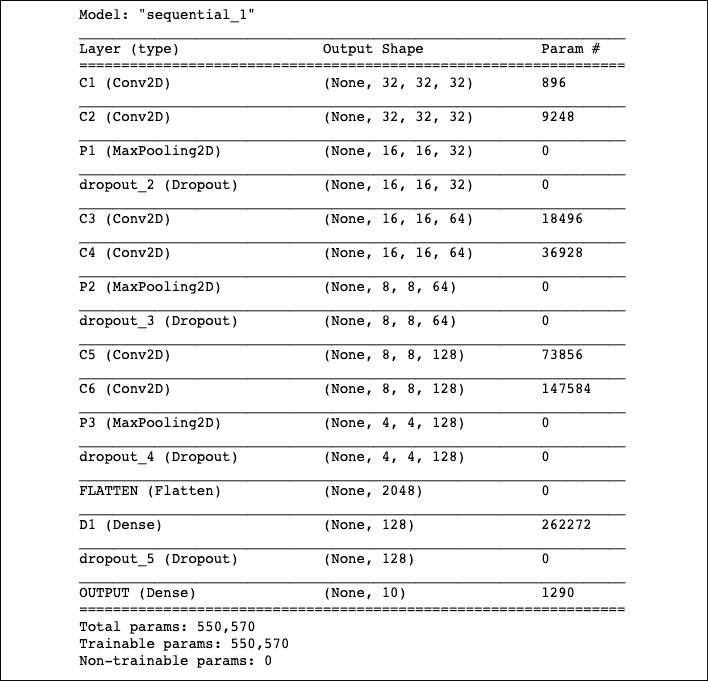 Model: "sequential_1"
Layer (type) Output Shape Param #
C1 (Conv2D) (None, 32, 32, 32) 896
C2 (Conv2D) (None, 32, 32, 32) 9248
P1 (MaxPooling2D) (None, 16, 16, 32) 0
dropout_2 (Dropout) (None, 16, 16, 32) 0
C3 (Conv2D) (None, 16, 16, 64) 18496
C4 (Conv2D) (None, 16, 16, 64) 36928
P2 (MaxPooling2D) (None, 8, 8, 64) 0
dropout_3 (Dropout) (None, 8, 8, 64) 0
C5 (Conv2D) (None, 8, 8, 128) 73856
C6 (Conv2D) (None, 8, 8, 128) 147584
P3 (MaxPooling2D) (None, 4, 4, 128) 0
dropout_4 (Dropout) (None, 4, 4, 128) 0
FLATTEN (Flatten) (None, 2048) 0
D1 (Dense) (None, 128) 262272
dropout_5 (Dropout) (None, 128) 0
OUTPUT (Dense) (None, 10) 1290
Total params: 550,570
Trainable params: 550,570
Non-trainable params: 0